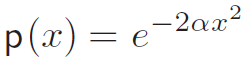 p(x) = e^{-2αx^2}